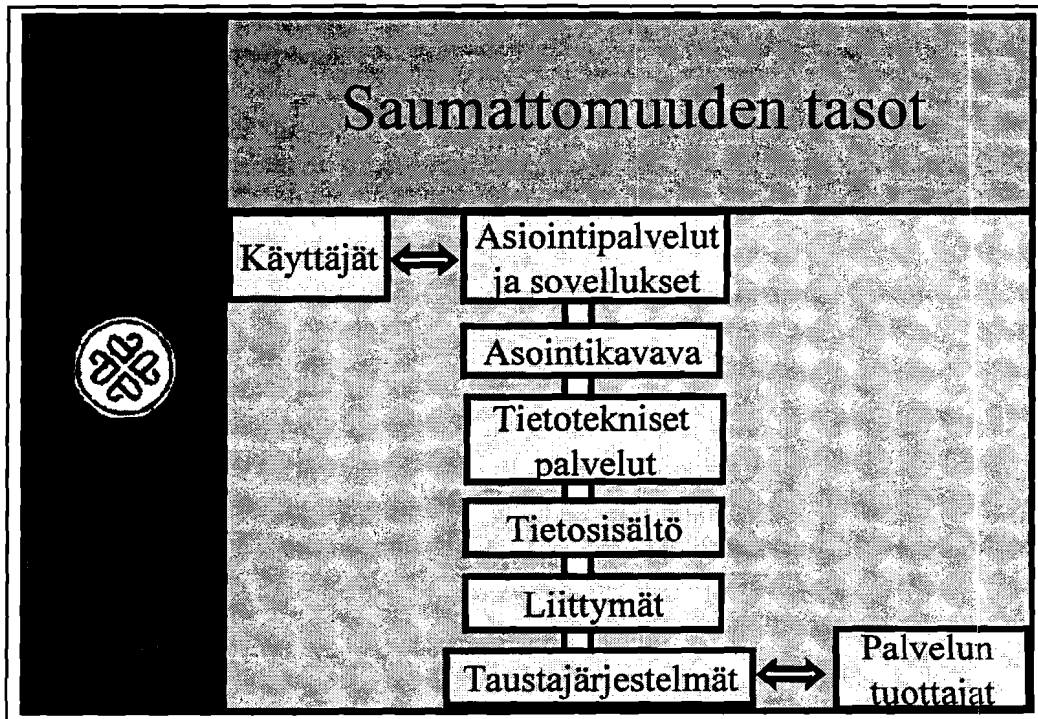 Saumattomuuden tasot
Käyttäjät
Asiointipalvelut
ja sovellukset
Asointikavava
Tietotekniset
palvelut
Tietosisältö
Liittymät
Taustajärjestelmät
Palvelun
tuottajat